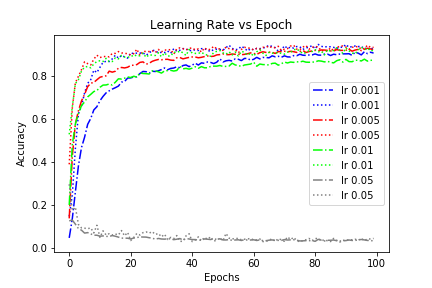 Learning Rate vs Epoch
Accuracy
0.8
0.6
0.4
0.2
0.0
lr 0.001
lr 0.001
lr 0.005
lr 0.005
lr 0.01
lr 0.01
lr 0.05
lr 0.05
0 20 40 60 80 100
Epochs